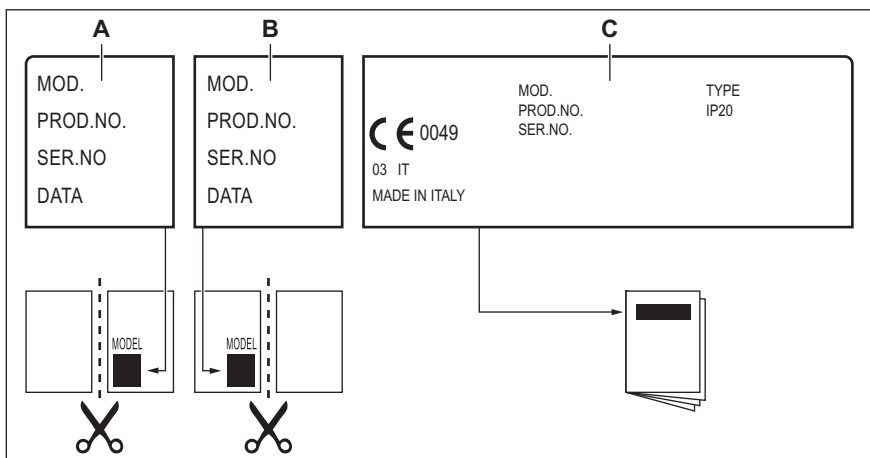 A
B
C
MOD.
PROD.NO.
SER.NO
DATA
MOD.
PROD.NO.
SER.NO
DATA
MOD.
PROD.NO.
SER.NO.
TYPE
IP20
CE 0049
03 IT
MADE IN ITALY
MODEL
MODEL